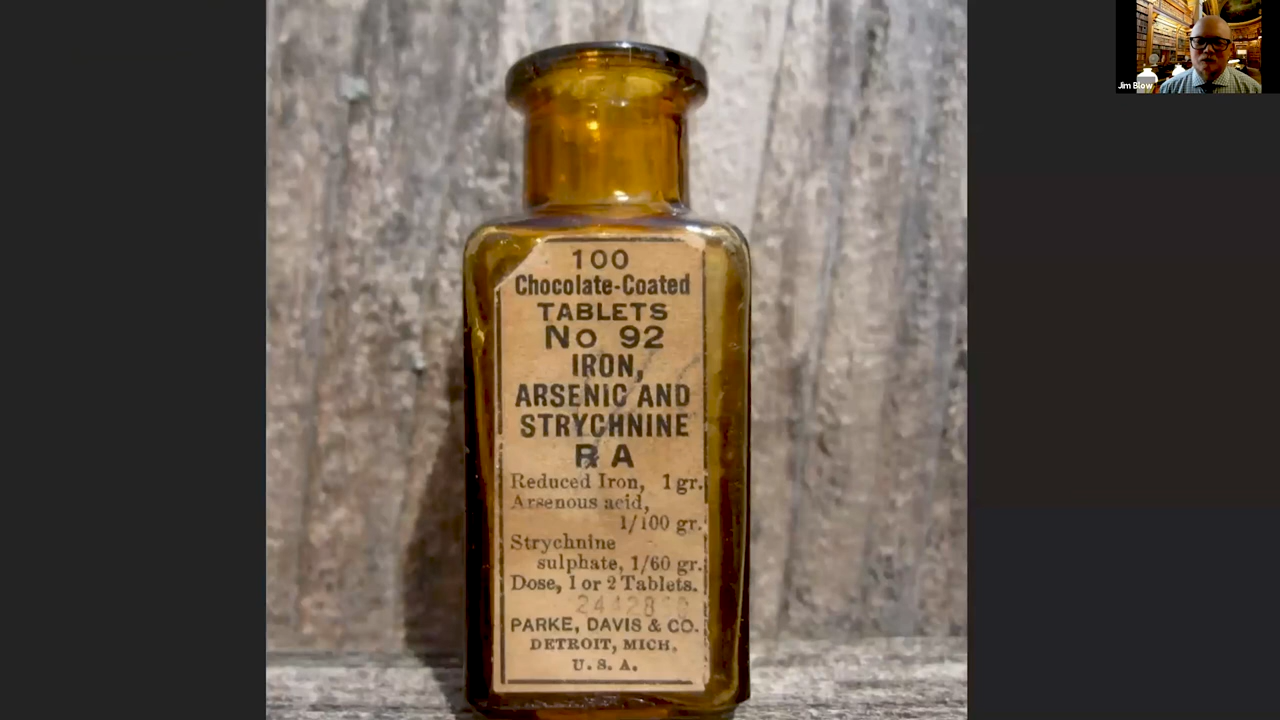 100
Chocolate-Coated
TABLETS
No 92
IRON,
ARSENIC AND
STRYCHNINE
R A
Reduced Iron, 1 gr.
Arsenous acid,
1/100 gr.
Strychnine
sulphate, 1/60 gr.
Dose, 1 or 2 Tablets.
PARKE, DAVIS & CO.
DETROIT, MICH.
U. S. A.
Jim Blow